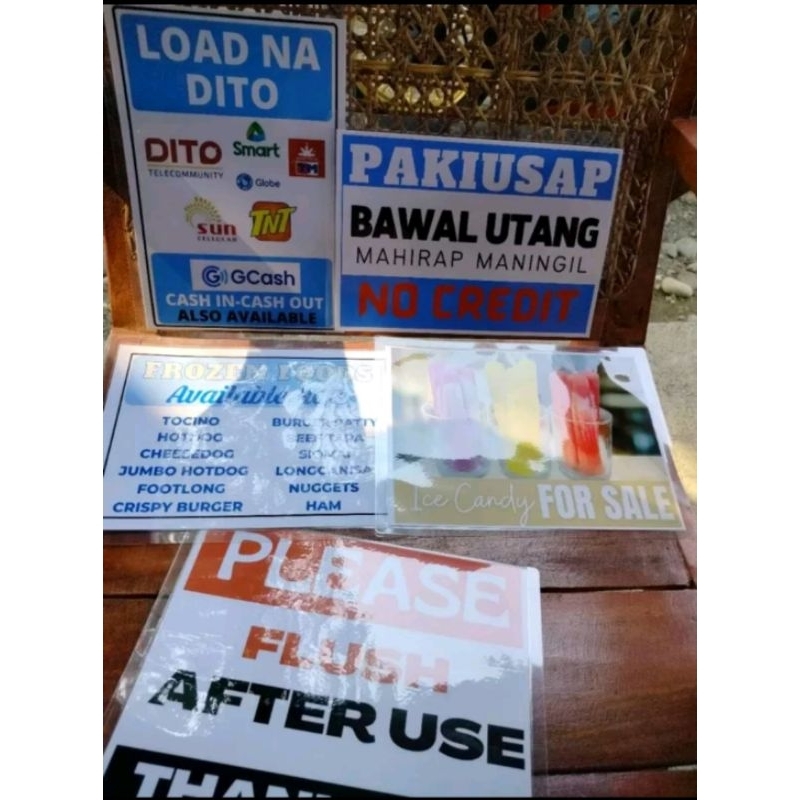 LOAD NA
DITO
DITO
TELECOMMUNITY
Smart
TM
Globe
SUN
CELLULAR
TNT
GCash
CASH IN-CASH OUT
ALSO AVAILABLE
PAKIUSAP
BAWAL UTANG
MAHIRAP MANINGIL
NO CREDIT
FROZEN FOODS
Available
TOCINO BURGER PATTY
HOTDOG BEEF TAPA
CHEESEDOG SIOMAI
JUMBO HOTDOG LONGGANISA
FOOTLONG NUGGETS
CRISPY BURGER HAM
Ice Candy FOR SALE
PLEASE
FLUSH
AFTER USE